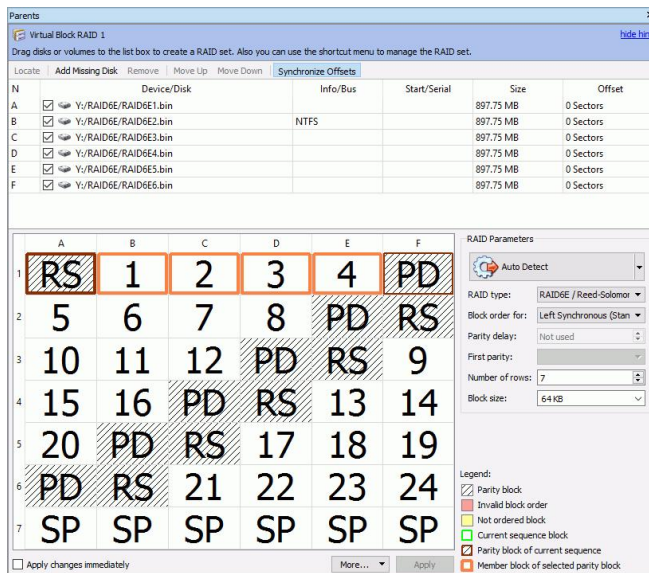 Parents
Virtual Block RAID 1 hide hin
Drag disks or volumes to the list box to create a RAID set. Also you can use the shortcut menu to manage the RAID set.
Locate Add Missing Disk Remove Move Up Move Down Synchronize Offsets
N Device/Disk Info/Bus Start/Serial Size Offset
A Y:/RAID6E/RAID6E1.bin 897.75 MB 0 Sectors
B Y:/RAID6E/RAID6E2.bin NTFS 897.75 MB 0 Sectors
C Y:/RAID6E/RAID6E3.bin 897.75 MB 0 Sectors
D Y:/RAID6E/RAID6E4.bin 897.75 MB 0 Sectors
E Y:/RAID6E/RAID6E5.bin 897.75 MB 0 Sectors
F Y:/RAID6E/RAID6E6.bin 897.75 MB 0 Sectors
A B C D E F
1 RS 1 2 3 4 PD
2 5 6 7 8 PD RS
3 10 11 12 PD RS 9
4 15 16 PD RS 13 14
5 20 PD RS 17 18 19
6 PD RS 21 22 23 24
7 SP SP SP SP SP SP
Apply changes immediately More... Apply
RAID Parameters
Auto Detect
RAID type: RAID6E / Reed-Solomor
Block order for: Left Synchronous (Stan
Parity delay: Not used
First parity:
Number of rows: 7
Block size: 64 KB
Legend:
Parity block
Invalid block order
Not ordered block
Current sequence block
Parity block of current sequence
Member block of selected parity block